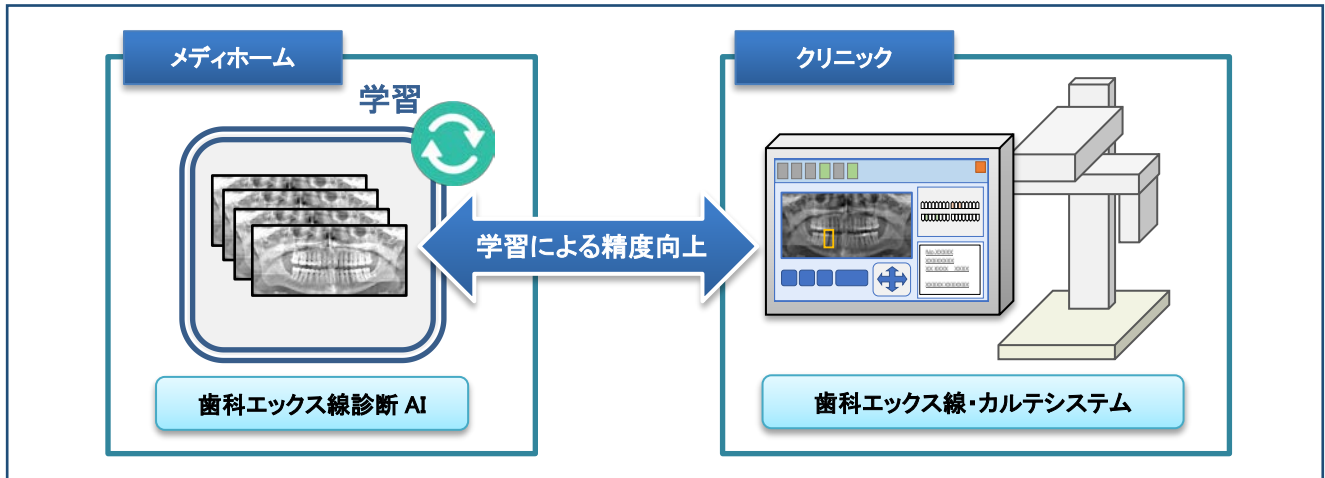 メディホーム
クリニック
学習
学習による精度向上
歯科エックス線診断 AI
歯科エックス線・カルテシステム